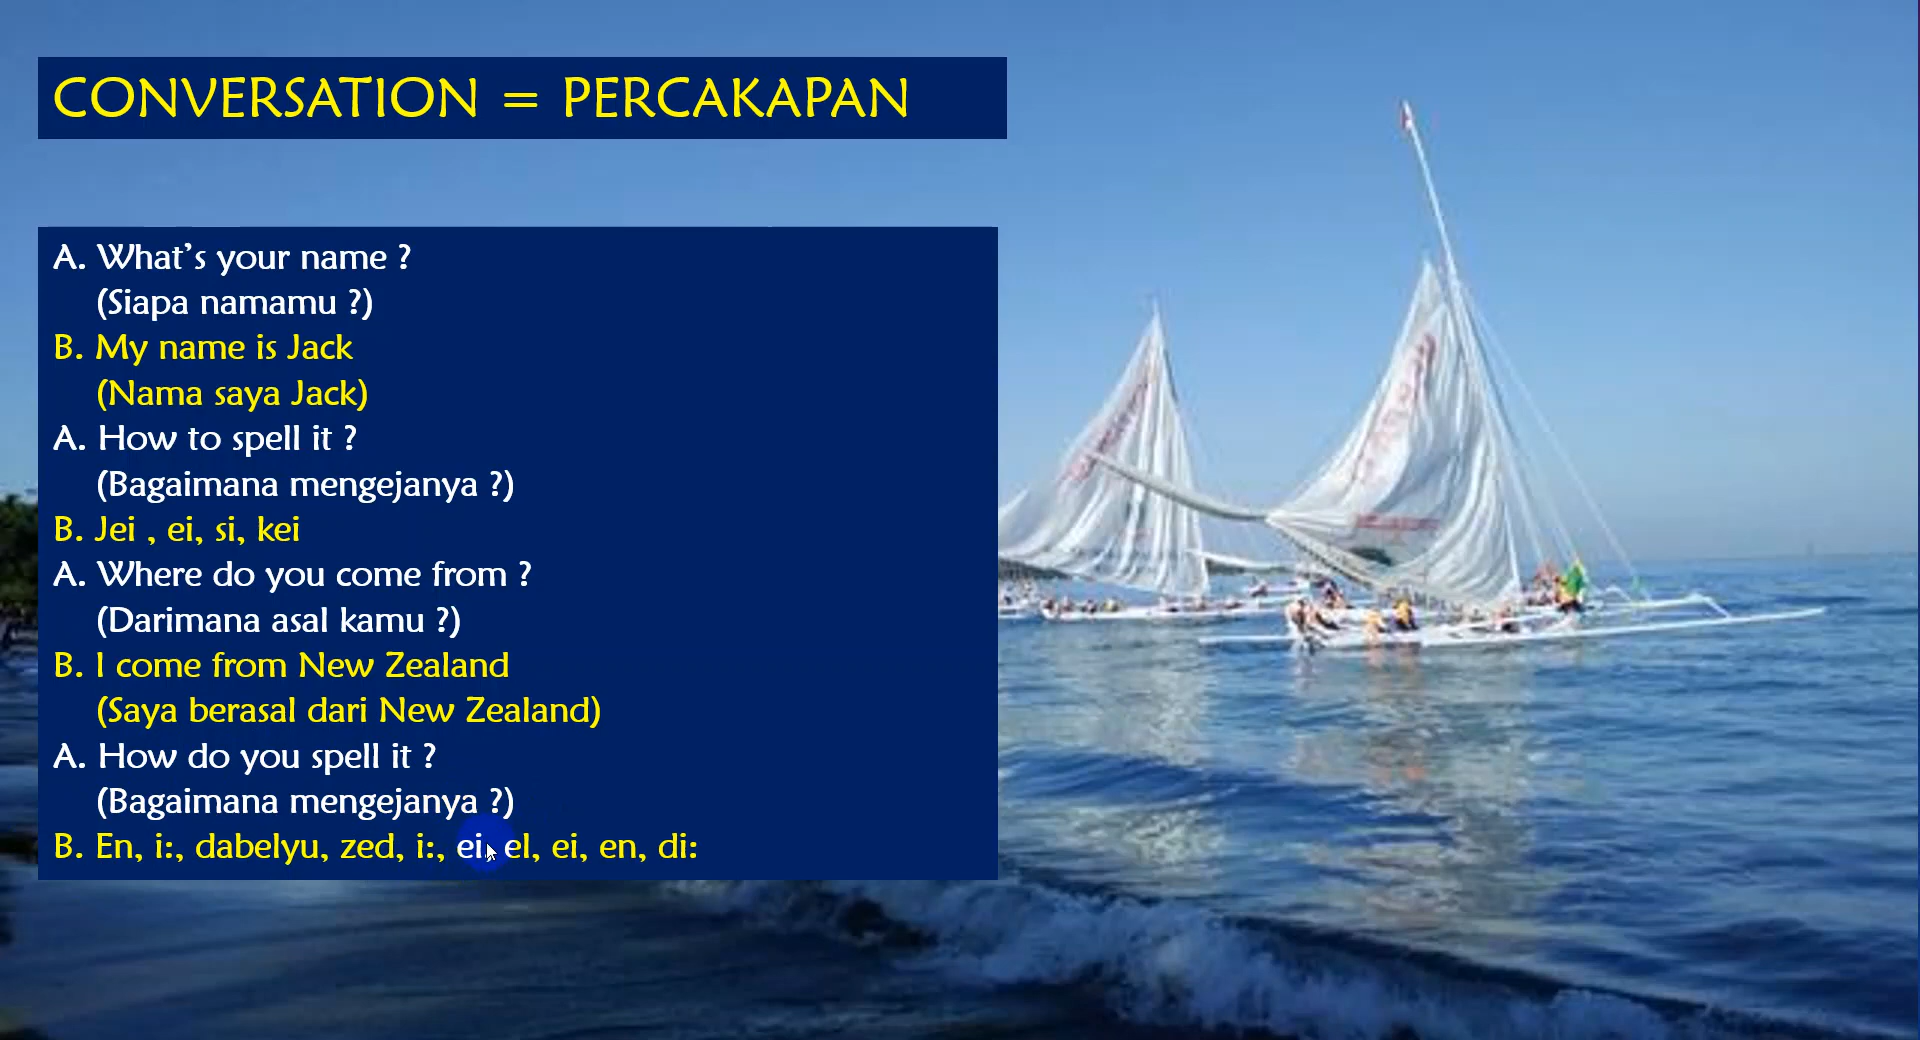 CONVERSATION = PERCAKAPAN
A. What's your name ?
(Siapa namamu ?)
B. My name is Jack
(Nama saya Jack)
A. How to spell it ?
(Bagaimana mengejanya ?)
B. Jei , ei, si, kei
A. Where do you come from ?
(Darimana asal kamu ?)
B. I come from New Zealand
(Saya berasal dari New Zealand)
A. How do you spell it ?
(Bagaimana mengejanya ?)
B. En, i:, dabelyu, zed, i:, ei, el, ei, en, di: